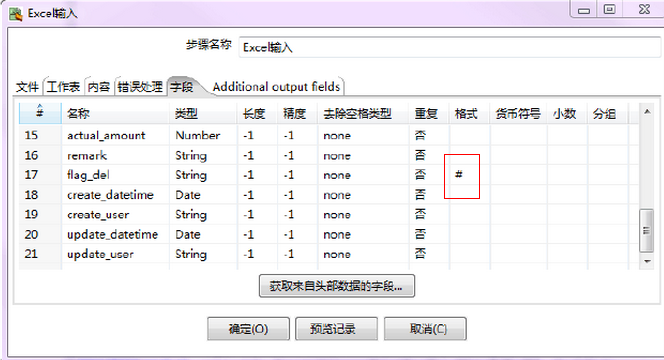 Excel输入
步骤名称 Excel输入
文件 工作表 内容 错误处理 字段 Additional output fields
# 名称 类型 长度 精度 去除空格类型 重复 格式 货币符号 小数 分组
15 actual_amount Number -1 -1 none 否
16 remark String -1 -1 none 否
17 flag_del String -1 -1 none 否 #
18 create_datetime Date -1 -1 none 否
19 create_user String -1 -1 none 否
20 update_datetime Date -1 -1 none 否
21 update_user String -1 -1 none 否
获取来自头部数据的字段...
确定(O) 预览记录 取消(C)